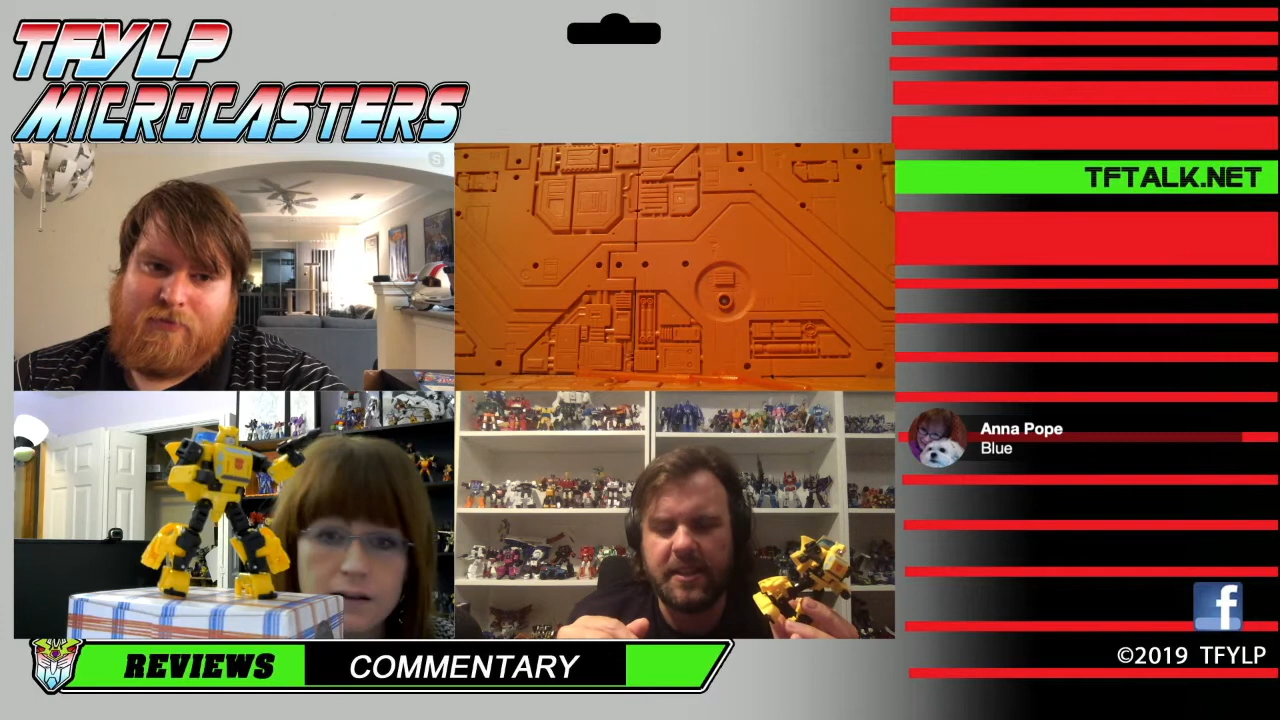 TFYLP
MICROCASTERS
TFTALK.NET
Anna Pope
Blue
f
©2019 TFYLP
REVIEWS
COMMENTARY